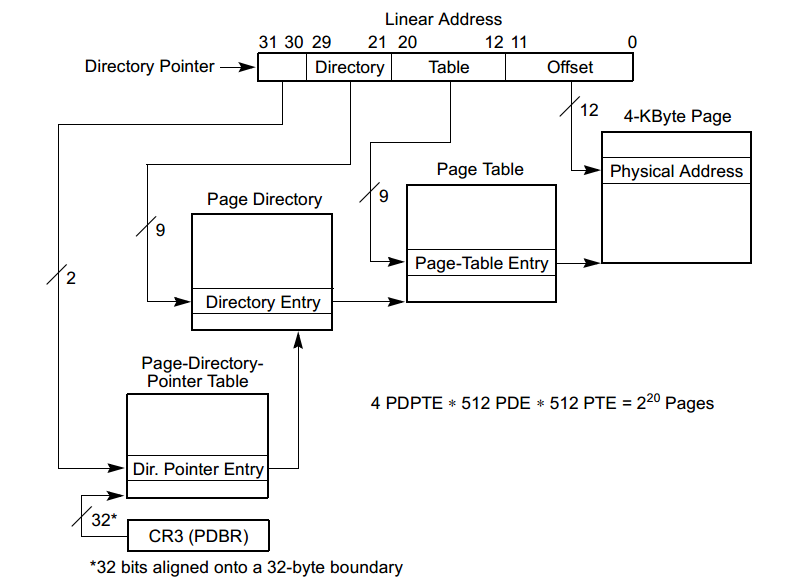 Linear Address
31 30 29 21 20 12 11 0
Directory Pointer
Directory
Table
Offset
12
4-KByte Page
Physical Address
Page Table
9
Page-Table Entry
Page Directory
9
Directory Entry
2
Page-Directory-
Pointer Table
4 PDPTE ∗ 512 PDE ∗ 512 PTE = 2²⁰ Pages
Dir. Pointer Entry
32*
CR3 (PDBR)
*32 bits aligned onto a 32-byte boundary